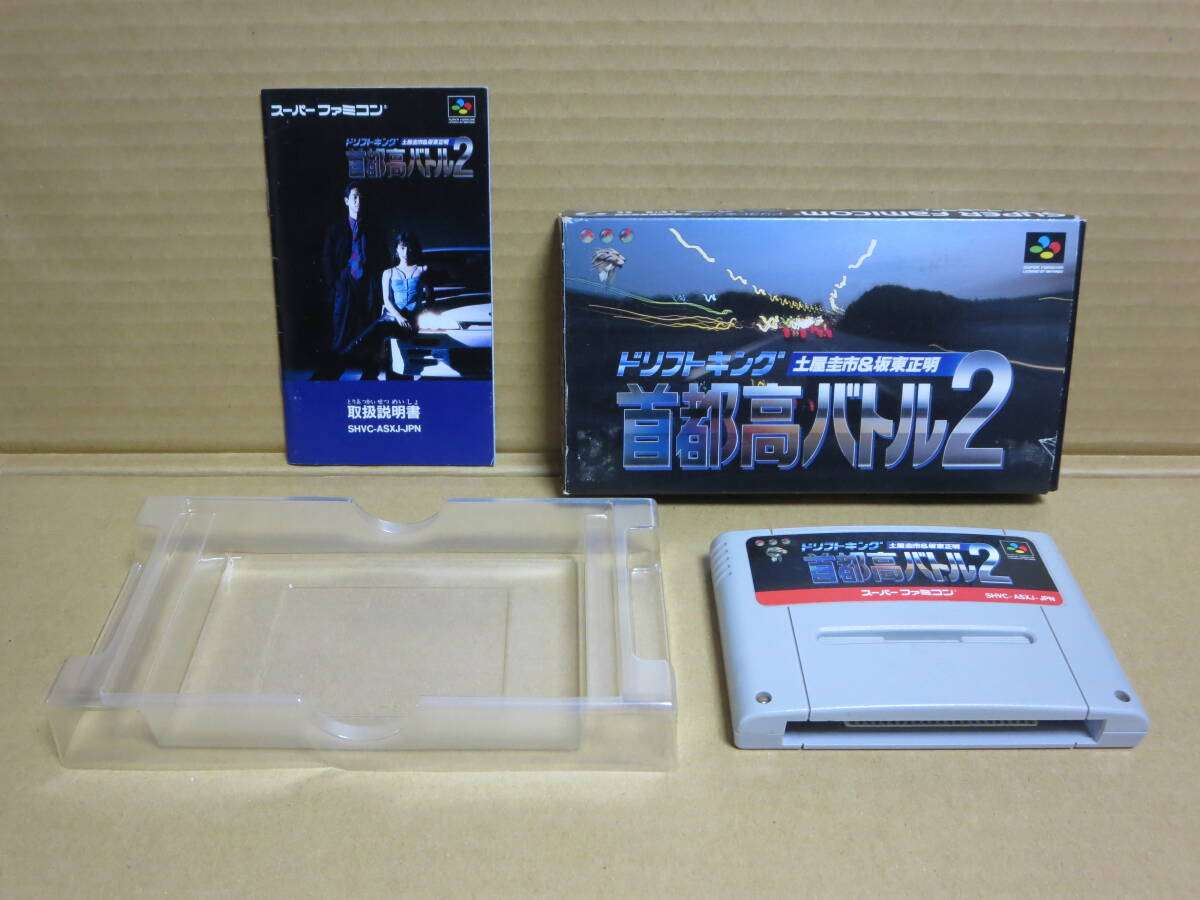 スーパーファミコン
ドリフトキング 土屋圭市&坂東正明
首都高バトル2
とりあつかいせつめいしょ
取扱説明書
SHVC-ASXJ-JPN
SUPER FAMICOM
SUPER FAMICOM
ドリフトキング 土屋圭市&坂東正明
首都高バトル2
ドリフトキング 土屋圭市&坂東正明
首都高バトル2
スーパーファミコン
SHVC-ASXJ-JPN